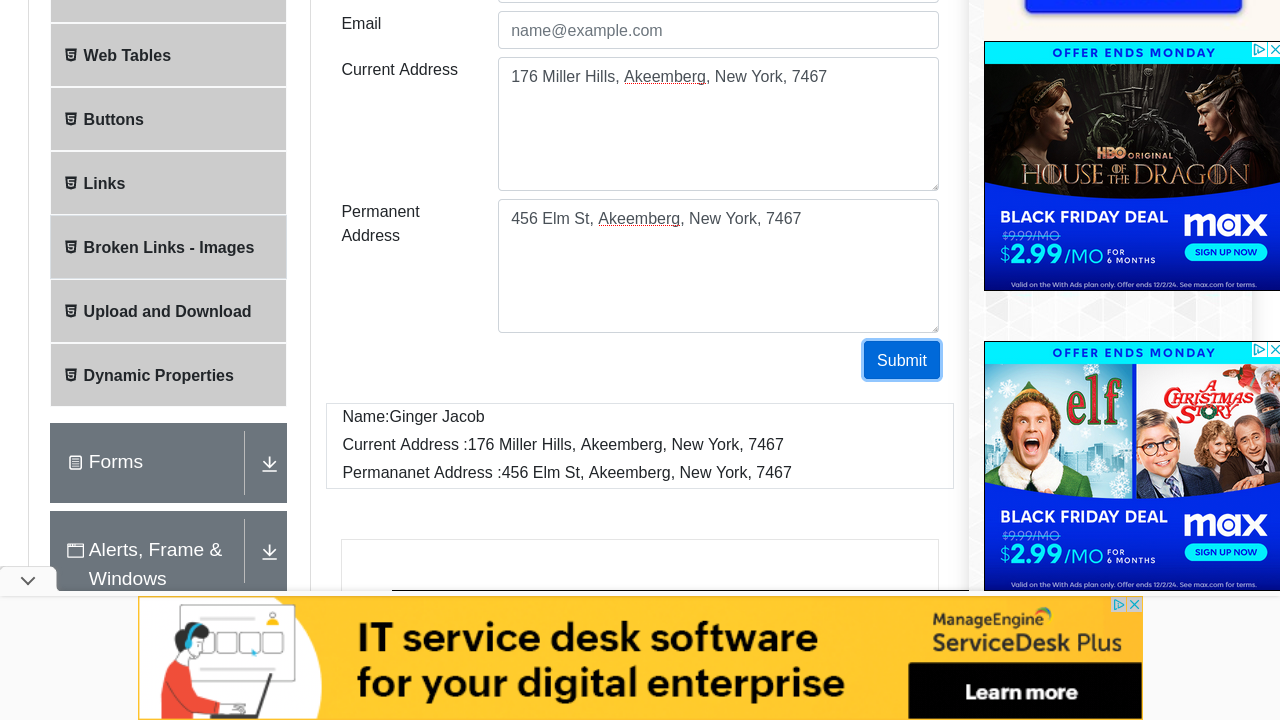 Email
name@example.com
Web Tables
Current Address
176 Miller Hills, Akeemberg, New York, 7467
Buttons
Links
Permanent
Address
456 Elm St, Akeemberg, New York, 7467
Broken Links - Images
Upload and Download
Submit
Dynamic Properties
Name:Ginger Jacob
Current Address :176 Miller Hills, Akeemberg, New York, 7467
Permananet Address :456 Elm St, Akeemberg, New York, 7467
Forms
Alerts, Frame &
Windows
OFFER ENDS MONDAY
HBO ORIGINAL
HOUSE OF THE DRAGON
BLACK FRIDAY DEAL
$9.99/MO
$2.99/MO FOR 6 MONTHS
max
SIGN UP NOW
Valid on the With Ads plan only. Offer ends 12/2/24. See max.com for terms.
OFFER ENDS MONDAY
elf
A CHRISTMAS STORY
BLACK FRIDAY DEAL
$9.99/MO
$2.99/MO FOR 6 MONTHS
max
SIGN UP NOW
Valid on the With Ads plan only. Offer ends 12/2/24. See max.com for terms.
IT service desk software
for your digital enterprise
ManageEngine
ServiceDesk Plus
Learn more